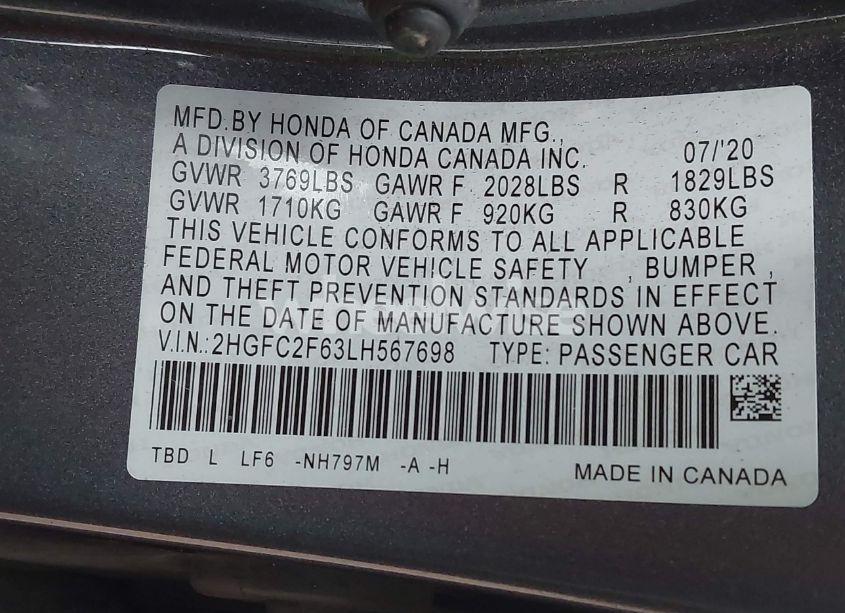 MFD.BY HONDA OF CANADA MFG.,
A DIVISION OF HONDA CANADA INC. 07/'20
GVWR 3769LBS GAWR F 2028LBS R 1829LBS
GVWR 1710KG GAWR F 920KG R 830KG
THIS VEHICLE CONFORMS TO ALL APPLICABLE
FEDERAL MOTOR VEHICLE SAFETY , BUMPER ,
AND THEFT PREVENTION STANDARDS IN EFFECT
ON THE DATE OF MANUFACTURE SHOWN ABOVE.
V.I.N.: 2HGFC2F63LH567698 TYPE: PASSENGER CAR
TBD L LF6 -NH797M -A -H MADE IN CANADA